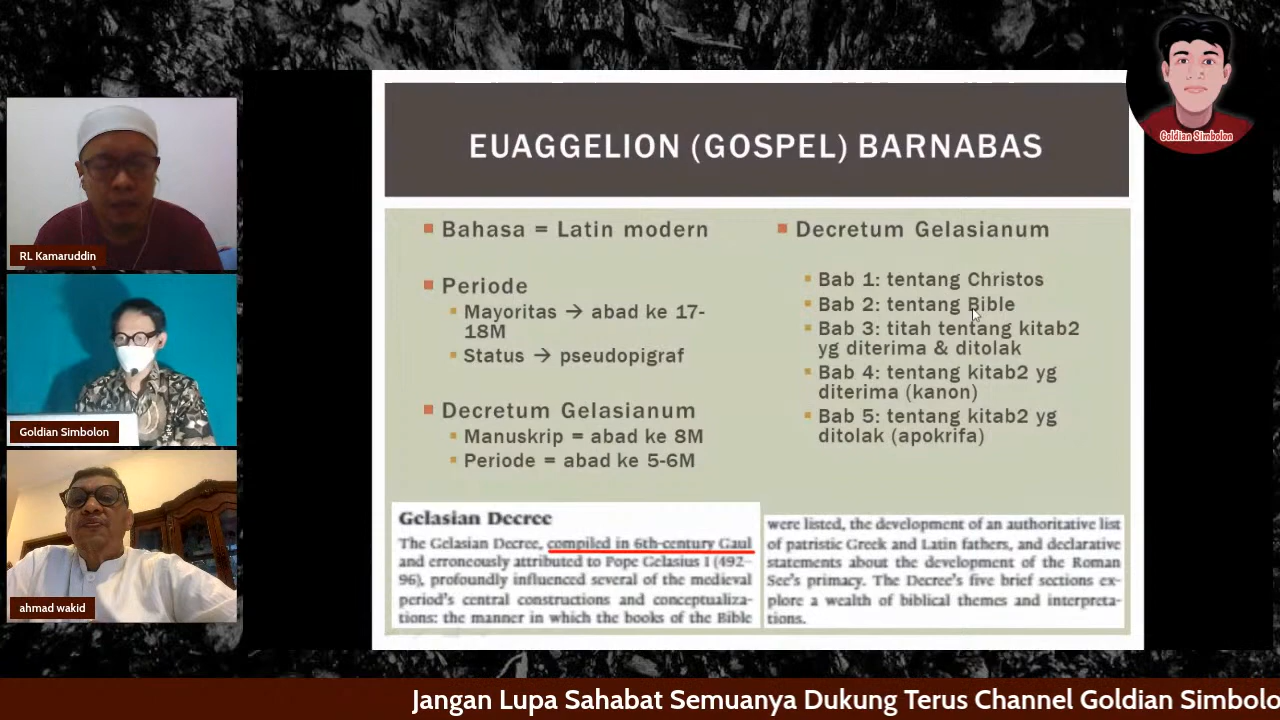 EUAGGELION (GOSPEL) BARNABAS
Bahasa = Latin modern
Periode
Mayoritas → abad ke 17-
18M
Status → pseudopigraf
Decretum Gelasianum
Manuskrip = abad ke 8M
Periode = abad ke 5-6M
Decretum Gelasianum
Bab 1: tentang Christos
Bab 2: tentang Bible
Bab 3: titah tentang kitab2
yg diterima & ditolak
Bab 4: tentang kitab2 yg
diterima (kanon)
Bab 5: tentang kitab2 yg
ditolak (apokrifa)
Gelasian Decree
The Gelasian Decree, compiled in 6th-century Gaul
and erroneously attributed to Pope Gelasius I (492–
96), profoundly influenced several of the medieval
period's central constructions and conceptualiza-
tions: the manner in which the books of the Bible
were listed, the development of an authoritative list
of patristic Greek and Latin fathers, and declarative
statements about the development of the Roman
See's primacy. The Decree's five brief sections ex-
plore a wealth of biblical themes and interpreta-
tions.
Goldian Simbolon
RL Kamaruddin
Goldian Simbolon
ahmad wakid
Jangan Lupa Sahabat Semuanya Dukung Terus Channel Goldian Simbolo